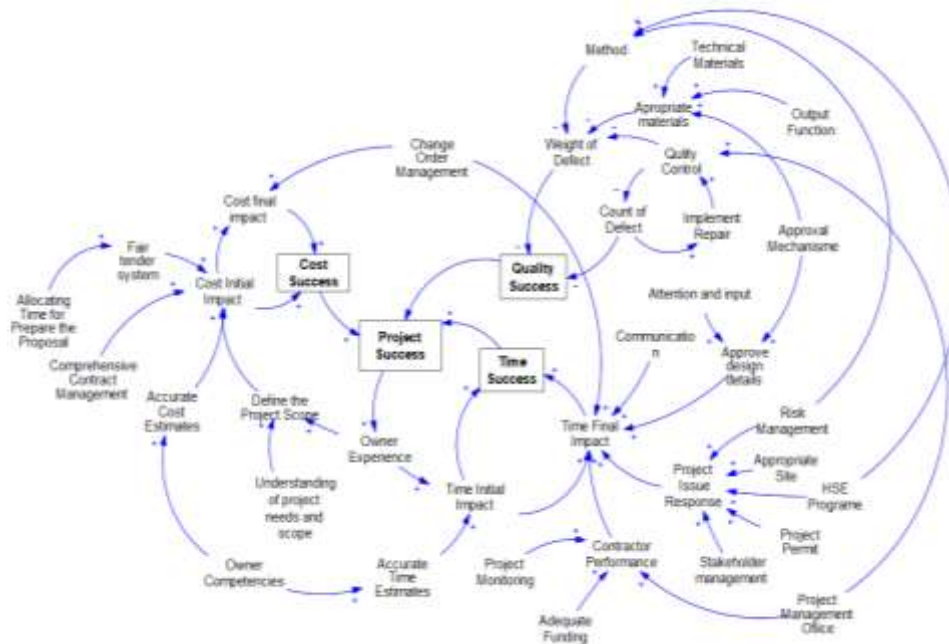 Method
Technical
Materials
Apropriate
materials
Output
Function
Weight of
Defect
Qulity
Control
Change
Order
Management
Count of
Defect
Implement
Repair
Approval
Mechanisme
Cost final
impact
Fair
tender
system
Cost
Success
Quality
Success
Cost Initial
Impact
Allocating
Time for
Prepare the
Proposal
Attention and input
Project
Success
Communicatio
n
Time
Success
Approve
design
details
Comprehensive
Contract
Management
Accurate
Cost
Estimates
Define the
Project Scope
Owner
Experience
Time Final
Impact
Risk
Management
Appropriate
Site
Project
Issue
Response
HSE
Programe
Understanding
of project
needs and
scope
Time Initial
Impact
Project
Permit
Stakeholder
management
Owner
Competencies
Accurate
Time
Estimates
Project
Monitoring
Contractor
Performance
Adequate
Funding
Project
Management
Office